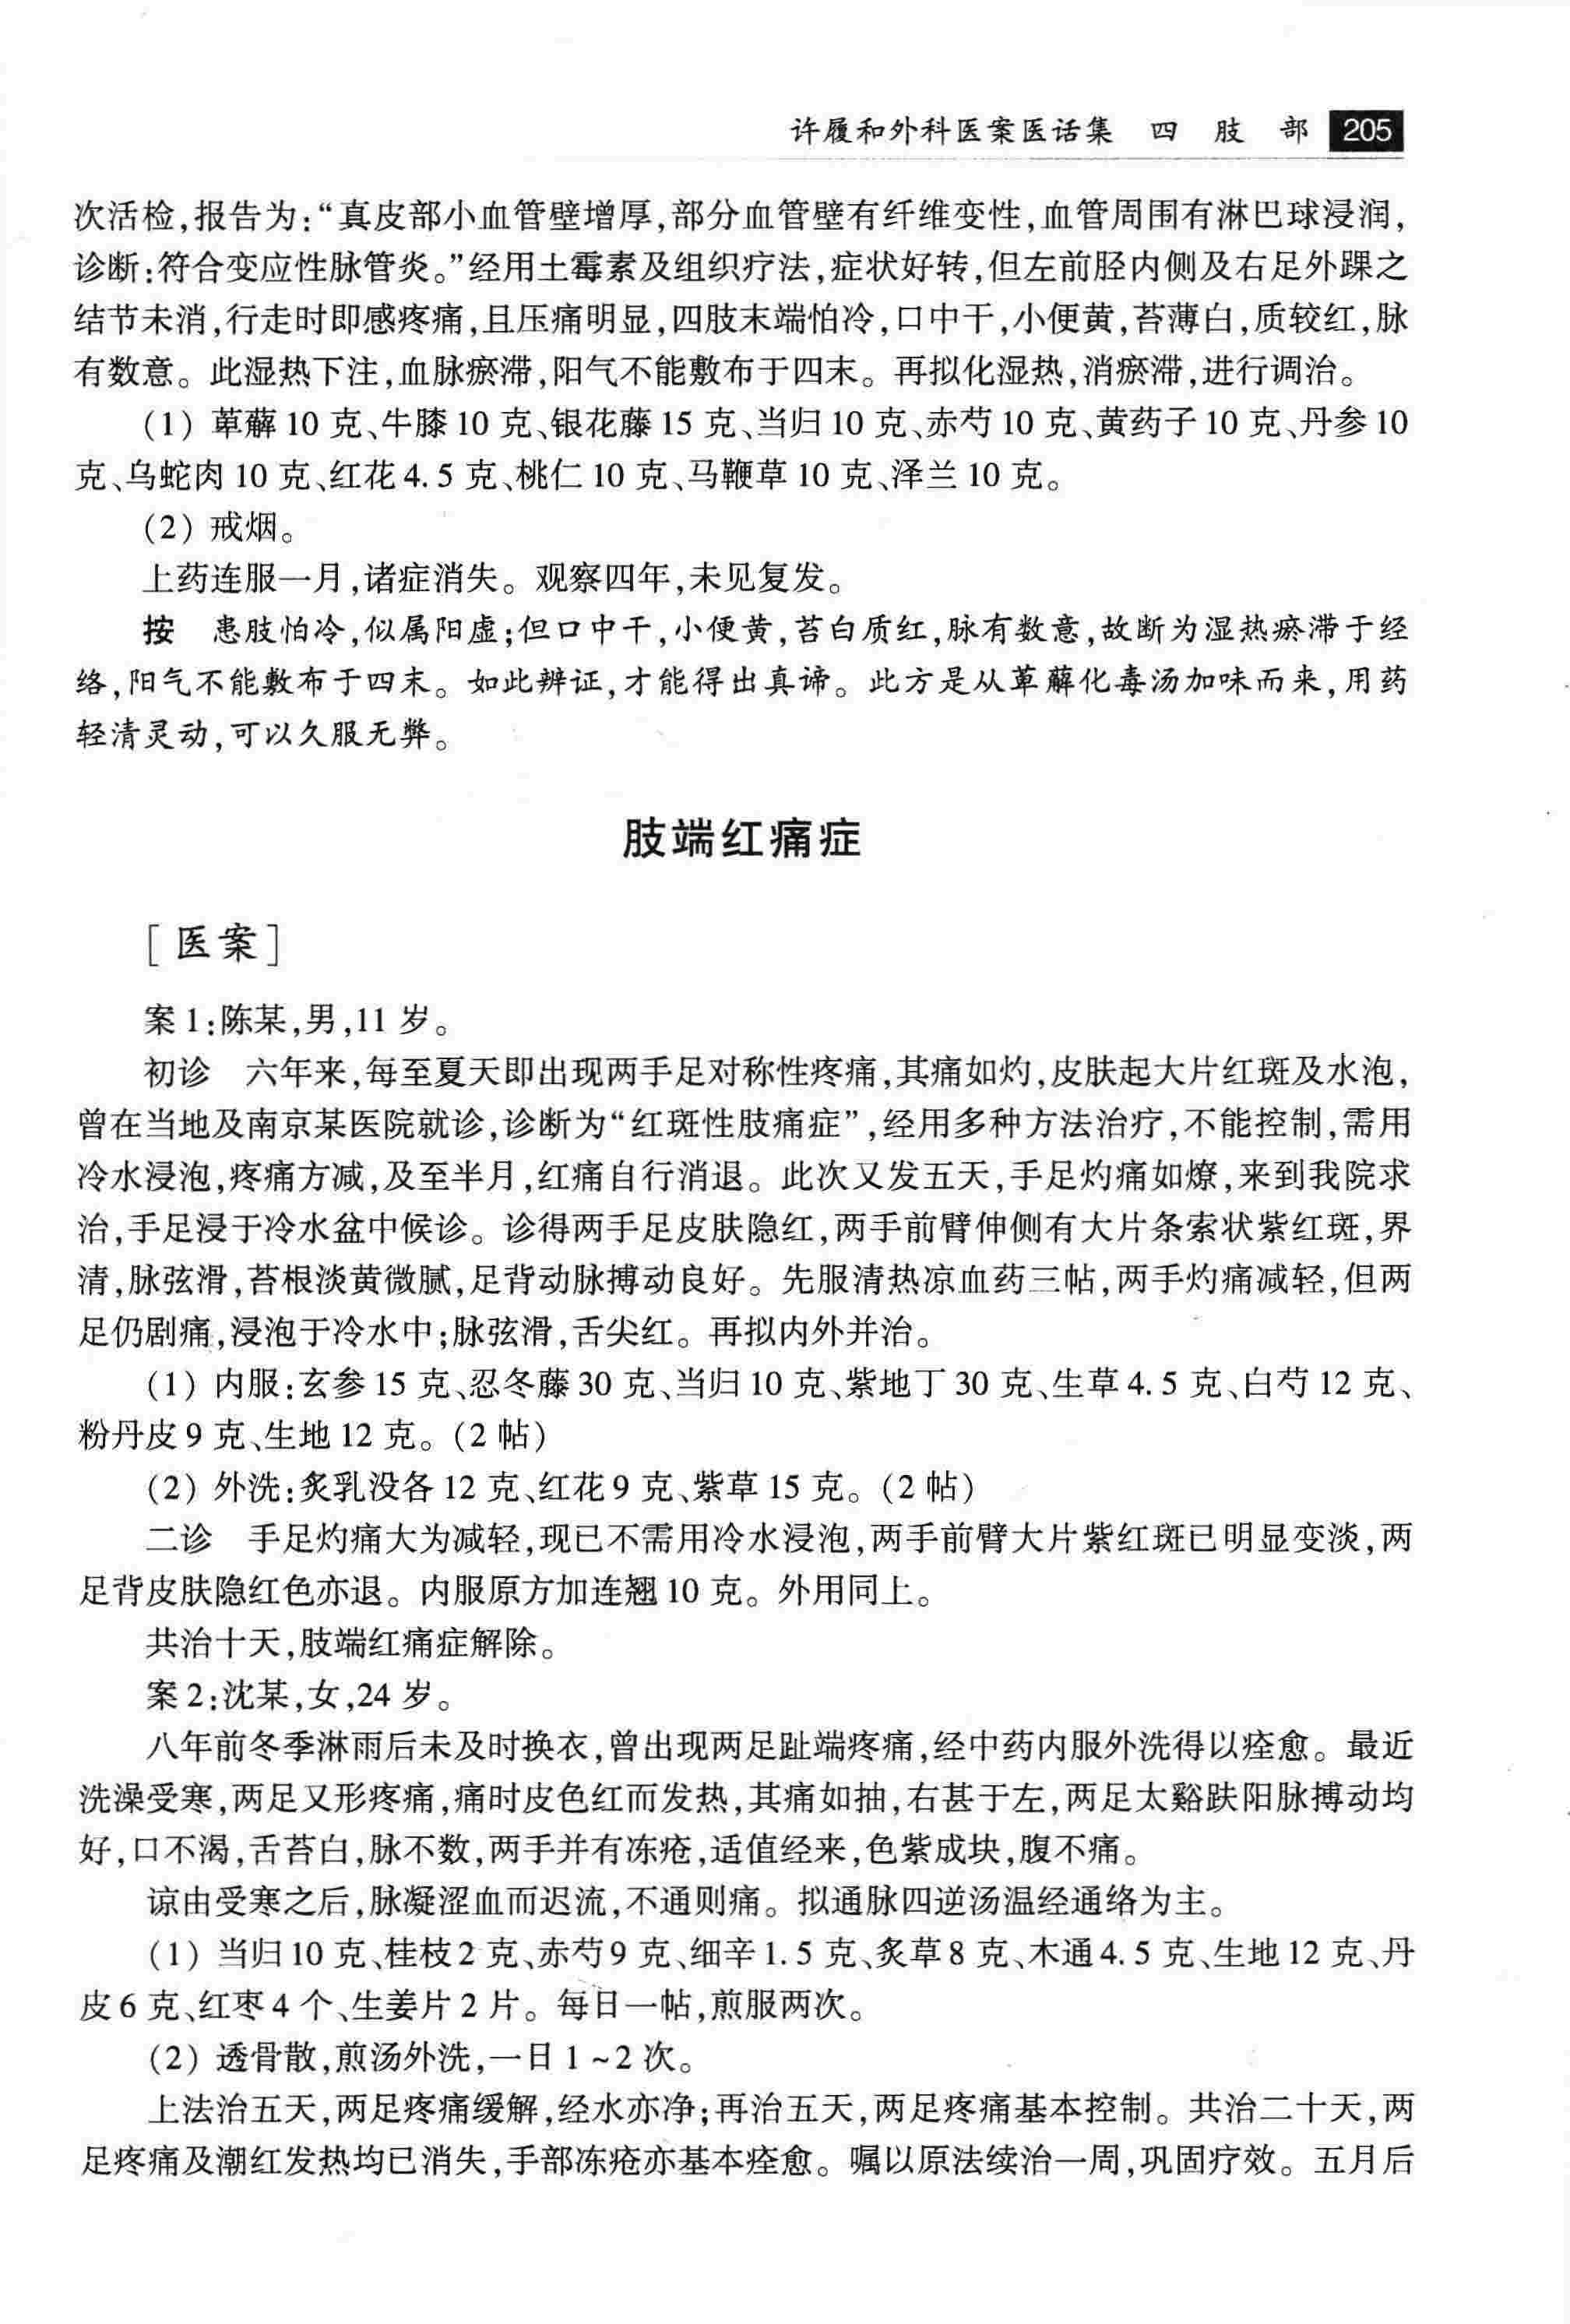 许履和外科医案医话集 四 肢 部 205
次活检,报告为:“真皮部小血管壁增厚,部分血管壁有纤维变性,血管周围有淋巴球浸润,
诊断:符合变应性脉管炎。”经用土霉素及组织疗法,症状好转,但左前胫内侧及右足外踝之
结节未消,行走时即感疼痛,且压痛明显,四肢末端怕冷,口中干,小便黄,苔薄白,质较红,脉
有数意。此湿热下注,血脉瘀滞,阳气不能敷布于四末。再拟化湿热,消瘀滞,进行调治。
(1) 萆薢 10 克、牛膝 10 克、银花藤 15 克、当归 10 克、赤芍 10 克、黄药子 10 克、丹参 10
克、乌蛇肉 10 克、红花 4.5 克、桃仁 10 克、马鞭草 10 克、泽兰 10 克。
(2) 戒烟。
上药连服一月,诸症消失。观察四年,未见复发。
按 患肢怕冷,似属阳虚;但口中干,小便黄,苔白质红,脉有数意,故断为湿热瘀滞于经
络,阳气不能敷布于四末。如此辨证,才能得出真谛。此方是从萆薢化毒汤加味而来,用药
轻清灵动,可以久服无弊。
肢端红痛症
[医案]
案 1:陈某,男,11 岁。
初诊 六年来,每至夏天即出现两手足对称性疼痛,其痛如灼,皮肤起大片红斑及水泡,
曾在当地及南京某医院就诊,诊断为“红斑性肢痛症”,经用多种方法治疗,不能控制,需用
冷水浸泡,疼痛方减,及至半月,红痛自行消退。此次又发五天,手足灼痛如燎,来到我院求
治,手足浸于冷水盆中候诊。诊得两手足皮肤隐红,两手前臂伸侧有大片条索状紫红斑,界
清,脉弦滑,苔根淡黄微腻,足背动脉搏动良好。先服清热凉血药三帖,两手灼痛减轻,但两
足仍剧痛,浸泡于冷水中;脉弦滑,舌尖红。再拟内外并治。
(1) 内服:玄参 15 克、忍冬藤 30 克、当归 10 克、紫地丁 30 克、生草 4.5 克、白芍 12 克、
粉丹皮 9 克、生地 12 克。(2 帖)
(2) 外洗:炙乳没各 12 克、红花 9 克、紫草 15 克。(2 帖)
二诊 手足灼痛大为减轻,现已不需用冷水浸泡,两手前臂大片紫红斑已明显变淡,两
足背皮肤隐红色亦退。内服原方加连翘 10 克。外用同上。
共治十天,肢端红痛症解除。
案 2:沈某,女,24 岁。
八年前冬季淋雨后未及时换衣,曾出现两足趾端疼痛,经中药内服外洗得以痊愈。最近
洗澡受寒,两足又形疼痛,痛时皮色红而发热,其痛如抽,右甚于左,两足太谿趺阳脉搏动均
好,口不渴,舌苔白,脉不数,两手并有冻疮,适值经来,色紫成块,腹不痛。
谅由受寒之后,脉凝涩血而迟流,不通则痛。拟通脉四逆汤温经通络为主。
(1) 当归 10 克、桂枝 2 克、赤芍 9 克、细辛 1.5 克、炙草 8 克、木通 4.5 克、生地 12 克、丹
皮 6 克、红枣 4 个、生姜片 2 片。每日一帖,煎服两次。
(2) 透骨散,煎汤外洗,一日 1~2 次。
上法治五天,两足疼痛缓解,经水亦净;再治五天,两足疼痛基本控制。共治二十天,两
足疼痛及潮红发热均已消失,手部冻疮亦基本痊愈。嘱以原法续治一周,巩固疗效。五月后